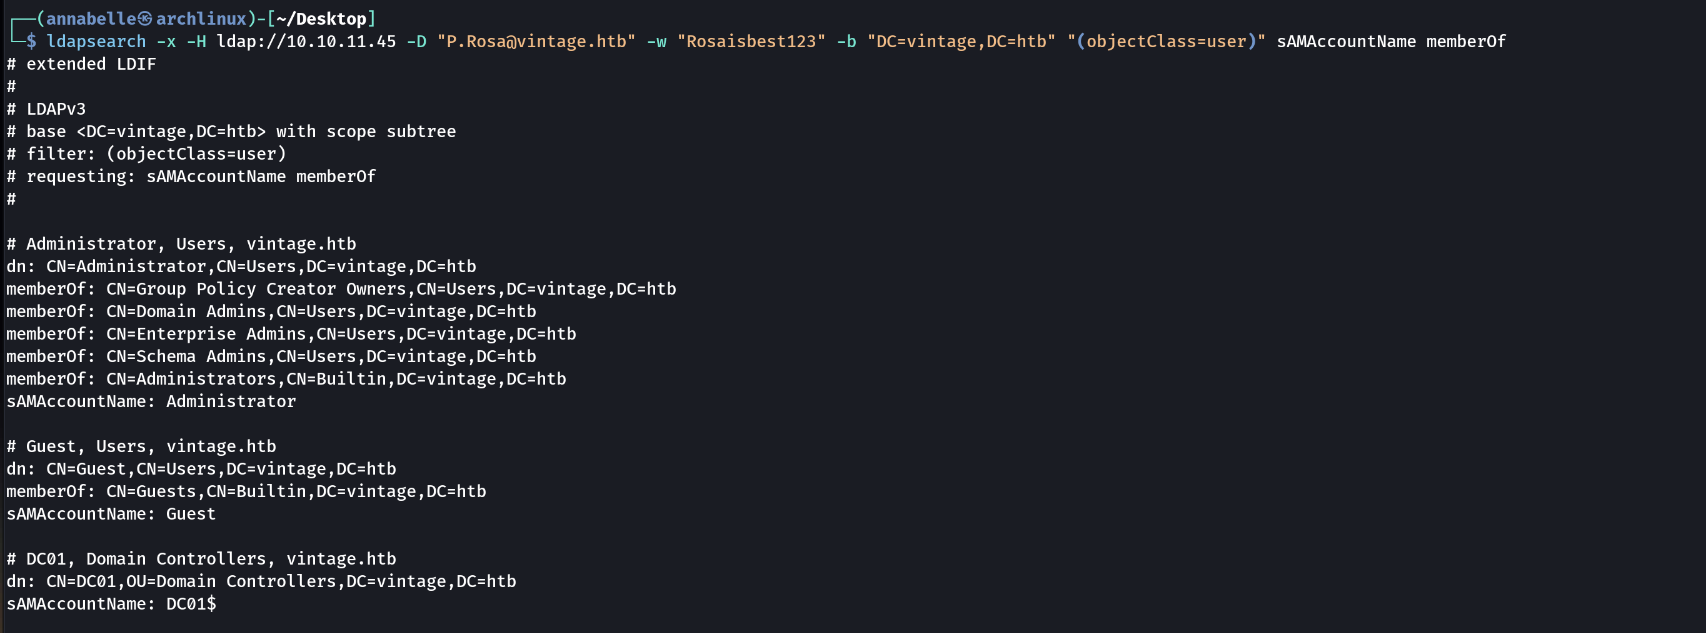 ┌──(annabelle㉿archlinux)-[~/Desktop]
└─$ ldapsearch -x -H ldap://10.10.11.45 -D "P.Rosa@vintage.htb" -w "Rosaisbest123" -b "DC=vintage,DC=htb" "(objectClass=user)" sAMAccountName memberOf
# extended LDIF
#
# LDAPv3
# base <DC=vintage,DC=htb> with scope subtree
# filter: (objectClass=user)
# requesting: sAMAccountName memberOf
#

# Administrator, Users, vintage.htb
dn: CN=Administrator,CN=Users,DC=vintage,DC=htb
memberOf: CN=Group Policy Creator Owners,CN=Users,DC=vintage,DC=htb
memberOf: CN=Domain Admins,CN=Users,DC=vintage,DC=htb
memberOf: CN=Enterprise Admins,CN=Users,DC=vintage,DC=htb
memberOf: CN=Schema Admins,CN=Users,DC=vintage,DC=htb
memberOf: CN=Administrators,CN=Builtin,DC=vintage,DC=htb
sAMAccountName: Administrator

# Guest, Users, vintage.htb
dn: CN=Guest,CN=Users,DC=vintage,DC=htb
memberOf: CN=Guests,CN=Builtin,DC=vintage,DC=htb
sAMAccountName: Guest

# DC01, Domain Controllers, vintage.htb
dn: CN=DC01,OU=Domain Controllers,DC=vintage,DC=htb
sAMAccountName: DC01$